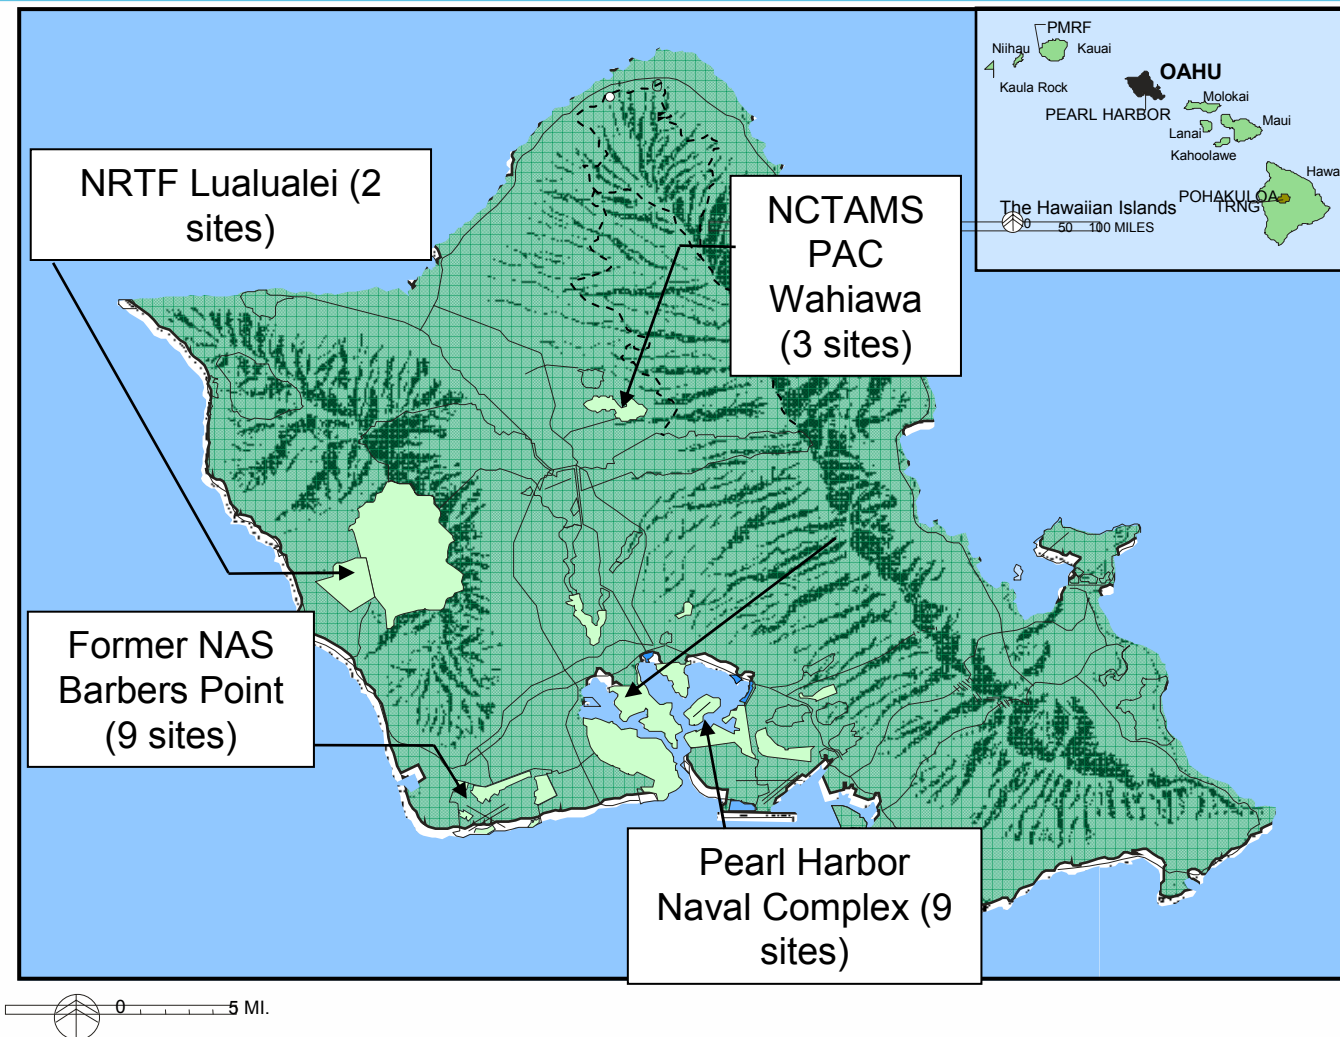 PMRF
Niihau
Kauai
Kaula Rock
OAHU
PEARL HARBOR
Molokai
Maui
Lanai
Kahoolawe
Hawa
POHAKULOA
TRNG
The Hawaiian Islands
0 50 100 MILES
NRTF Lualualei (2
sites)
NCTAMS
PAC
Wahiawa
(3 sites)
Former NAS
Barbers Point
(9 sites)
Pearl Harbor
Naval Complex (9
sites)
0 5 MI.